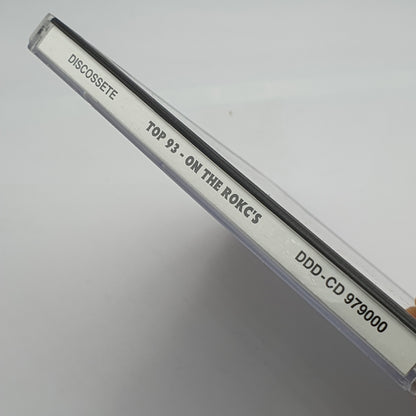 DISCOSSETE TOP 93 - ON THE ROKC'S DDD-CD 979000